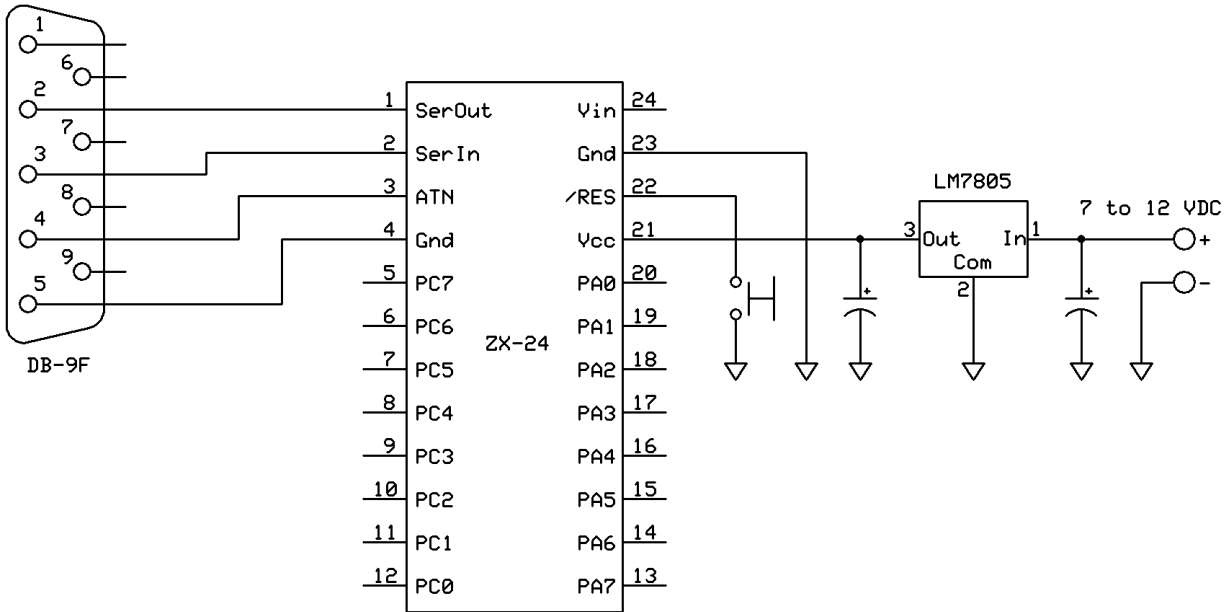 1
6
2
7
3
8
4
9
5
DB-9F
1 SerOut
2 SerIn
3 ATN
4 Gnd
5 PC7
6 PC6
7 PC5
8 PC4
9 PC3
10 PC2
11 PC1
12 PC0
ZX-24
Vin 24
Gnd 23
/RES 22
Vcc 21
PA0 20
PA1 19
PA2 18
PA3 17
PA4 16
PA5 15
PA6 14
PA7 13
LM7805
3 Out In 1
Com
2
7 to 12 VDC
+
-
+
+